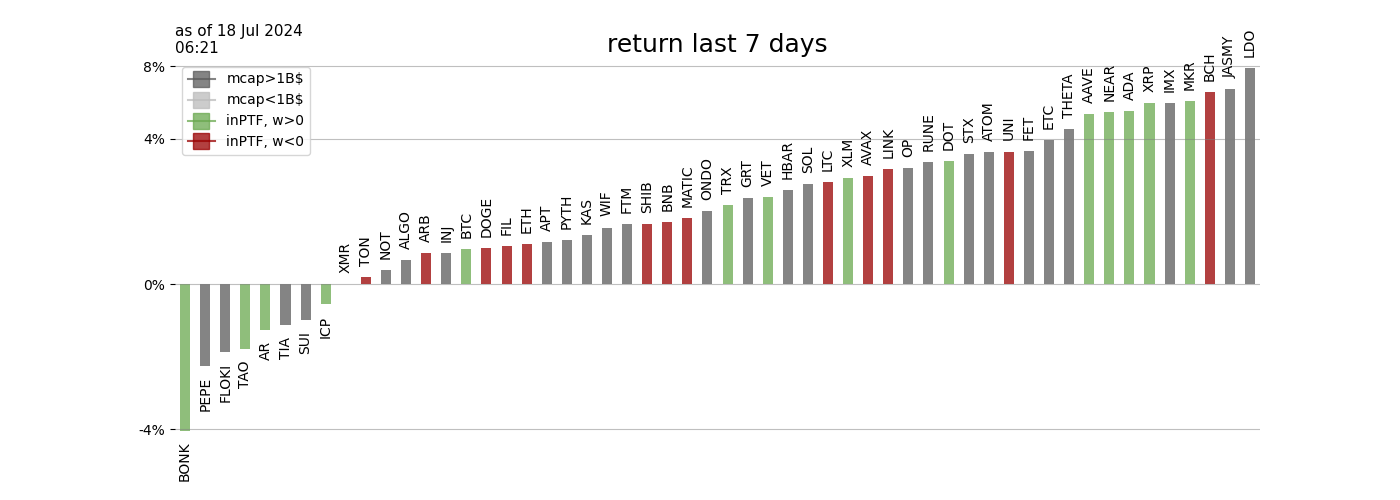 as of 18 Jul 2024
06:21
return last 7 days
8%
4%
0%
-4%
mcap>1B$
mcap<1B$
inPTF, w>0
inPTF, w<0
BONK
PEPE
FLOKI
TAO
AR
TIA
SUI
ICP
XMR
TON
NOT
ALGO
ARB
INJ
BTC
DOGE
FIL
ETH
APT
PYTH
KAS
WIF
FTM
SHIB
BNB
MATIC
ONDO
TRX
GRT
VET
HBAR
SOL
LTC
XLM
AVAX
LINK
OP
RUNE
DOT
STX
ATOM
UNI
FET
ETC
THETA
AAVE
NEAR
ADA
XRP
IMX
MKR
BCH
JASMY
LDO